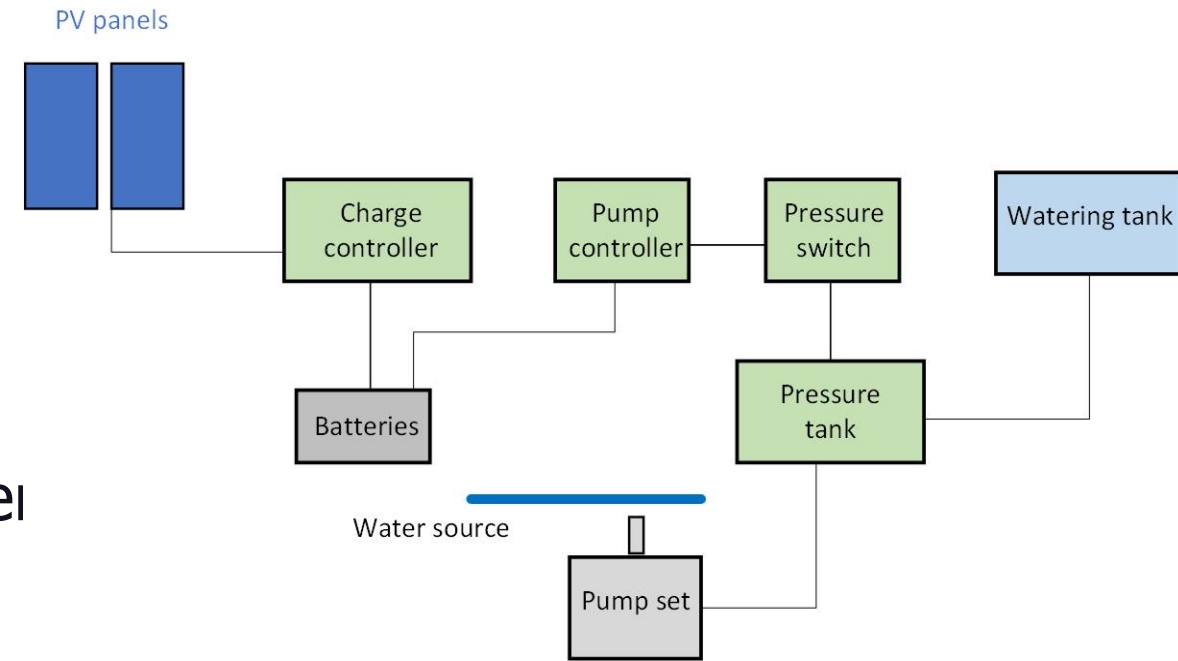 PV panels
Charge
controller
Pump
controller
Pressure
switch
Watering tank
Pressure
tank
Batteries
Water source
Pump set